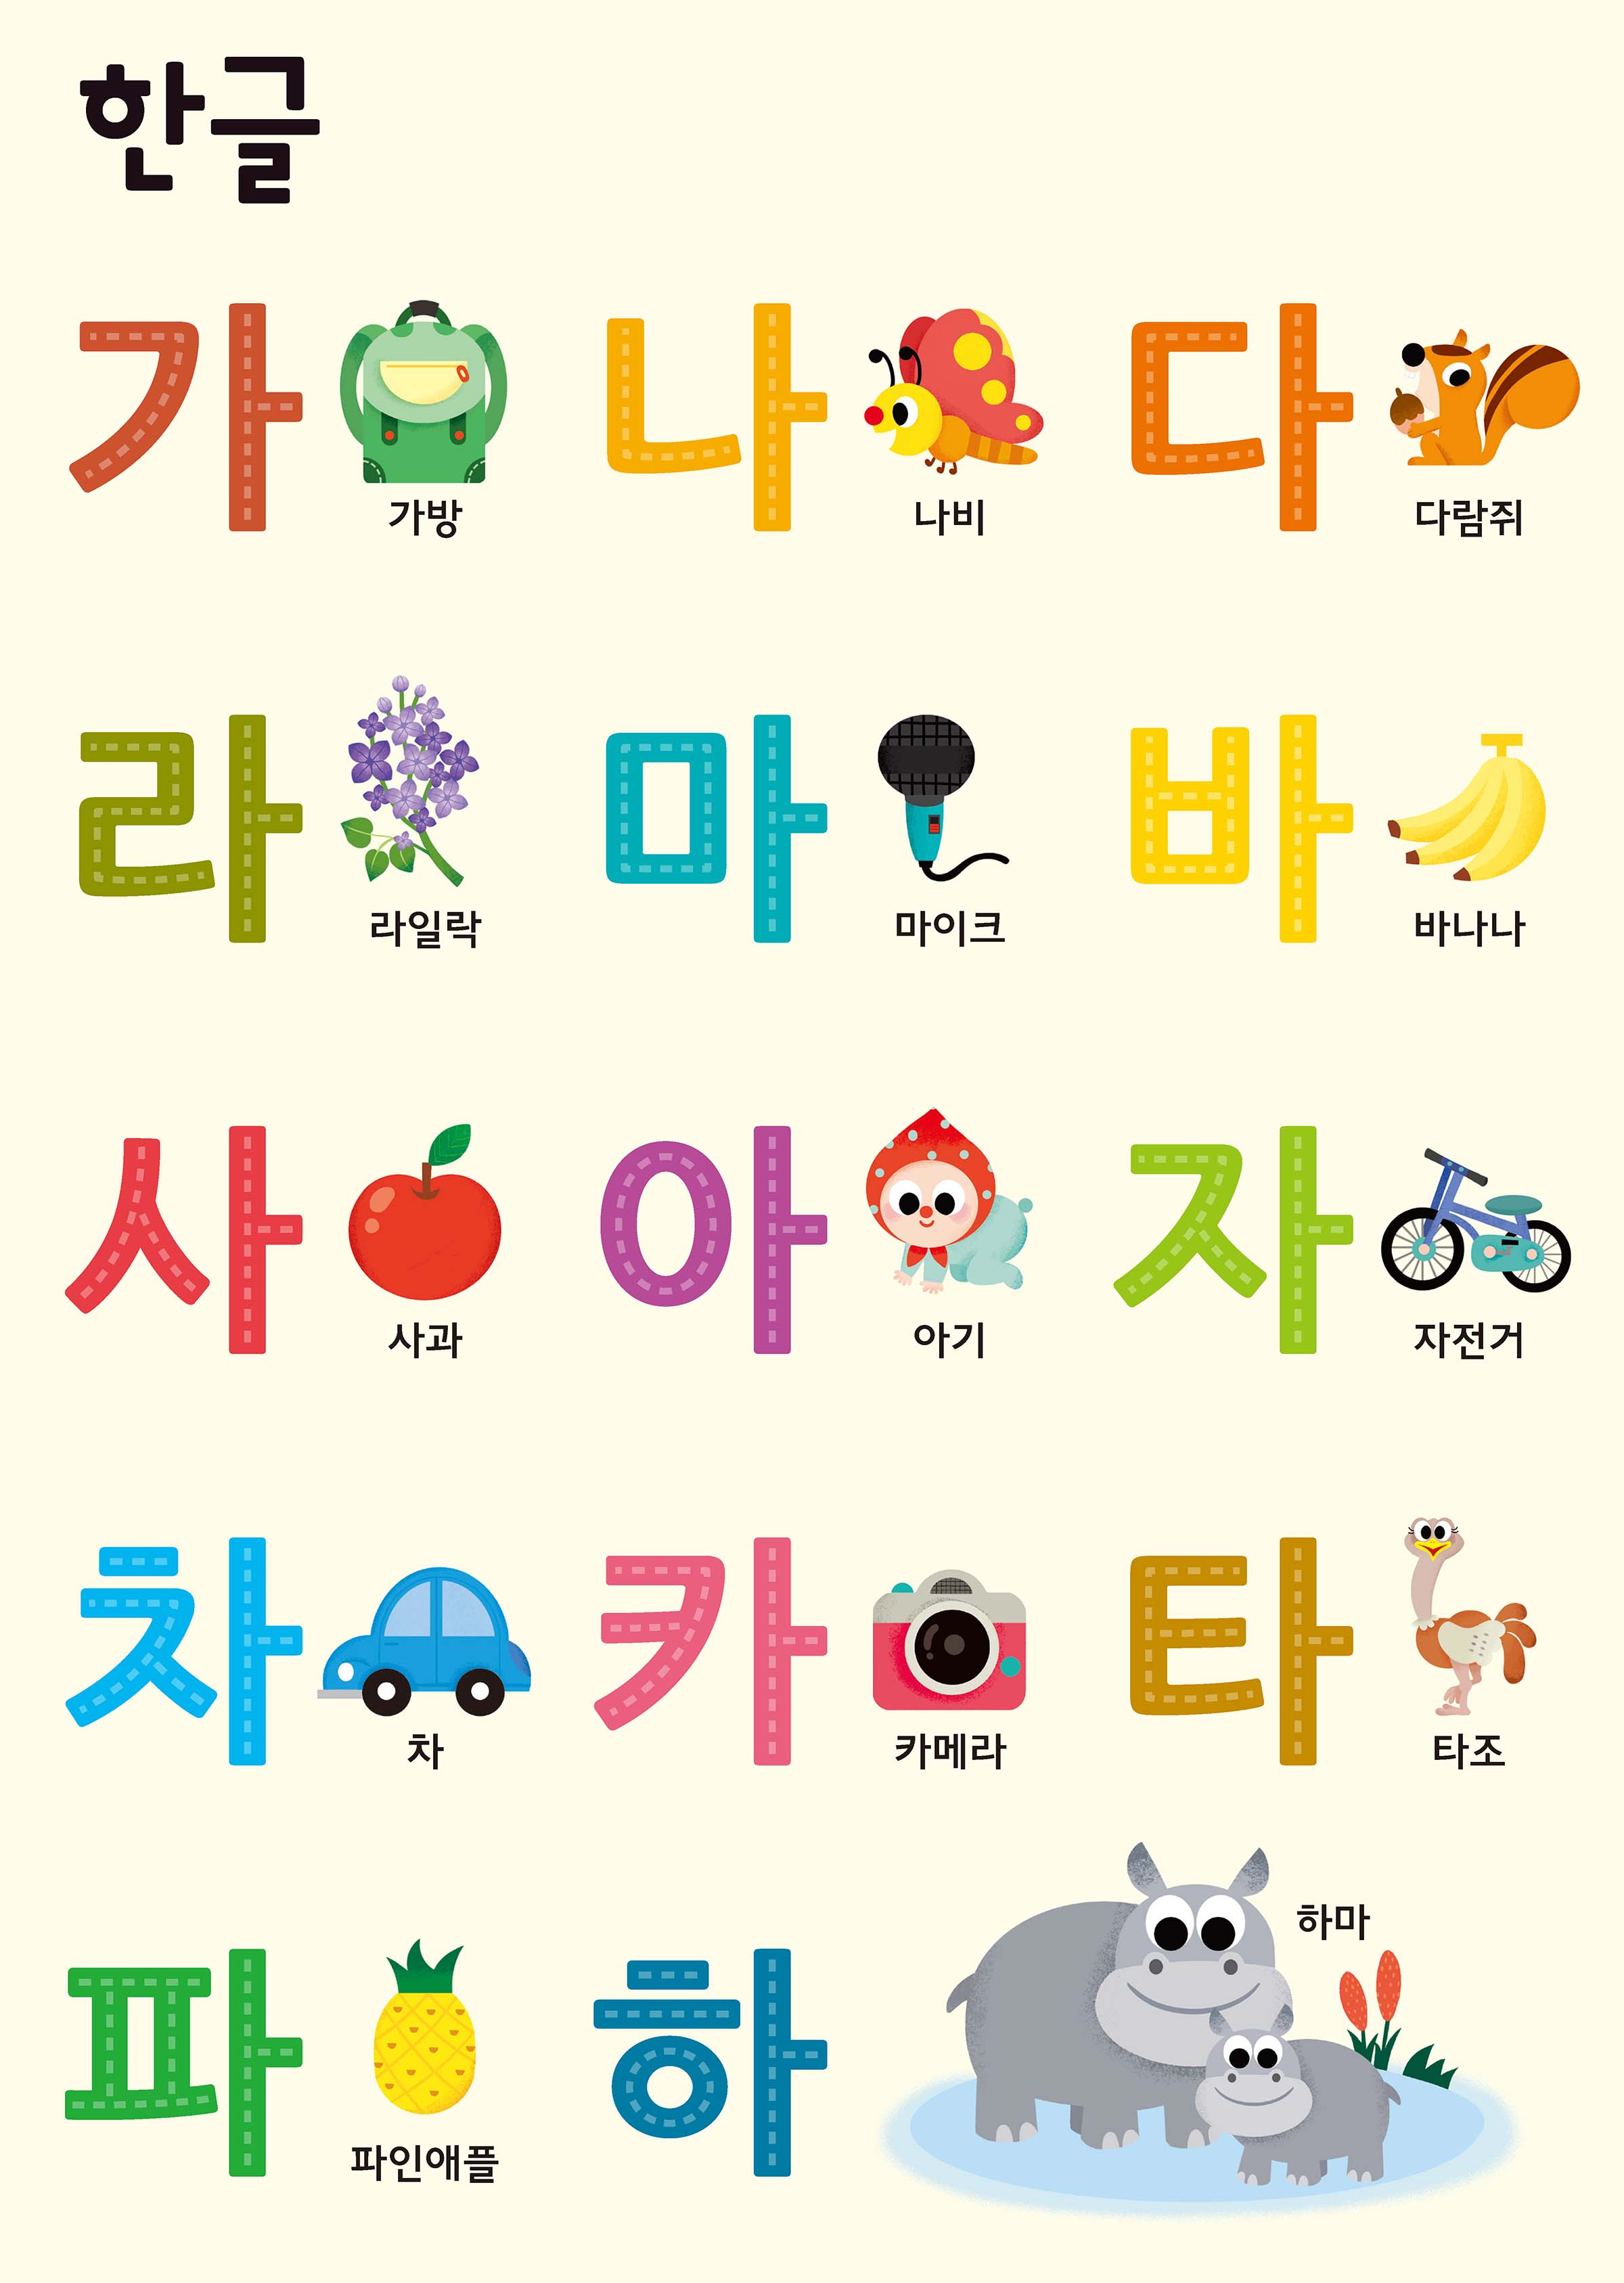 한글
가 나 다
가방 나비 다람쥐
라 마 바
라일락 마이크 바나나
사 아 자
사과 아기 자전거
차 카 타
차 카메라 타조
하마
파 하
파인애플